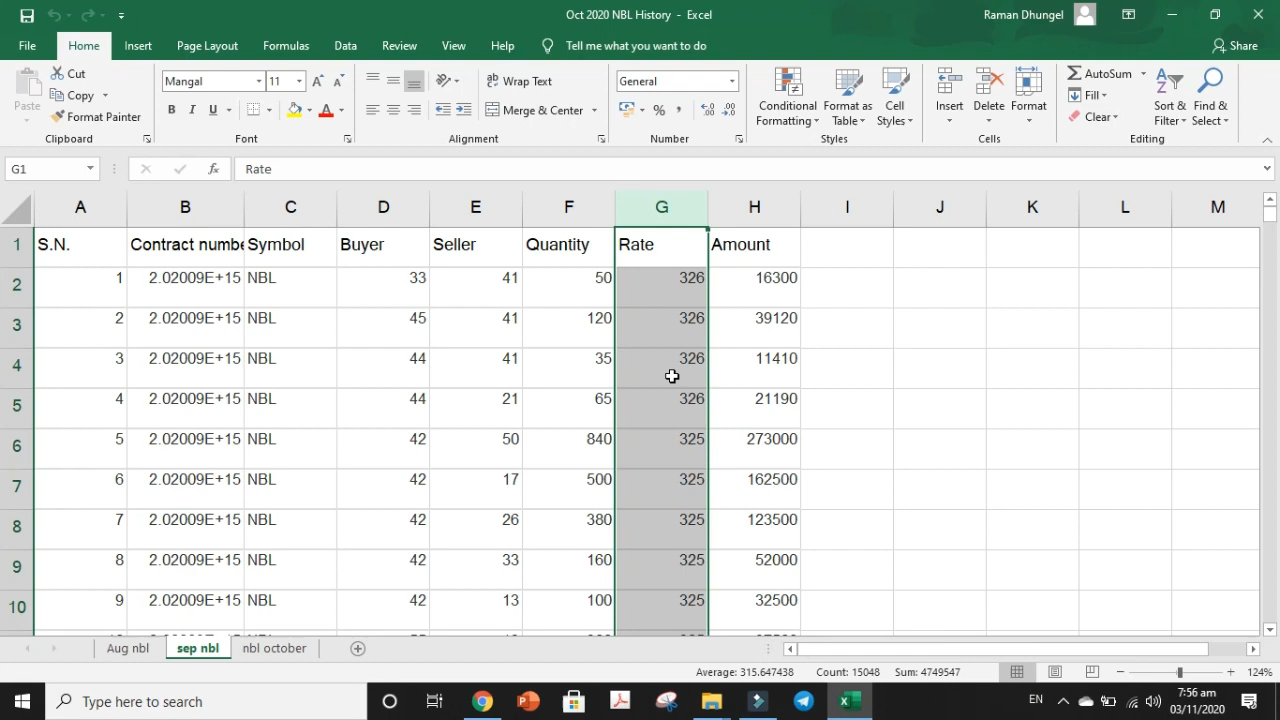 Oct 2020 NBL History - Excel
Raman Dhungel
File Home Insert Page Layout Formulas Data Review View Help Tell me what you want to do Share
Paste
Cut
Copy
Format Painter
Clipboard
Mangal 11
B I U
Font
Wrap Text
Merge & Center
Alignment
General
Number
Conditional Formatting
Format as Table
Cell Styles
Styles
Insert
Delete
Format
Cells
AutoSum
Fill
Clear
Sort & Filter
Find & Select
Editing
G1 fx Rate
A B C D E F G H I J K L M
1 S.N. Contract numbe Symbol Buyer Seller Quantity Rate Amount
2 1 2.02009E+15 NBL 33 41 50 326 16300
3 2 2.02009E+15 NBL 45 41 120 326 39120
4 3 2.02009E+15 NBL 44 41 35 326 11410
5 4 2.02009E+15 NBL 44 21 65 326 21190
6 5 2.02009E+15 NBL 42 50 840 325 273000
7 6 2.02009E+15 NBL 42 17 500 325 162500
8 7 2.02009E+15 NBL 42 26 380 325 123500
9 8 2.02009E+15 NBL 42 33 160 325 52000
10 9 2.02009E+15 NBL 42 13 100 325 32500
Aug nbl sep nbl nbl october
Average: 315.647438 Count: 15048 Sum: 4749547 124%
Type here to search
EN
7:56 am
03/11/2020